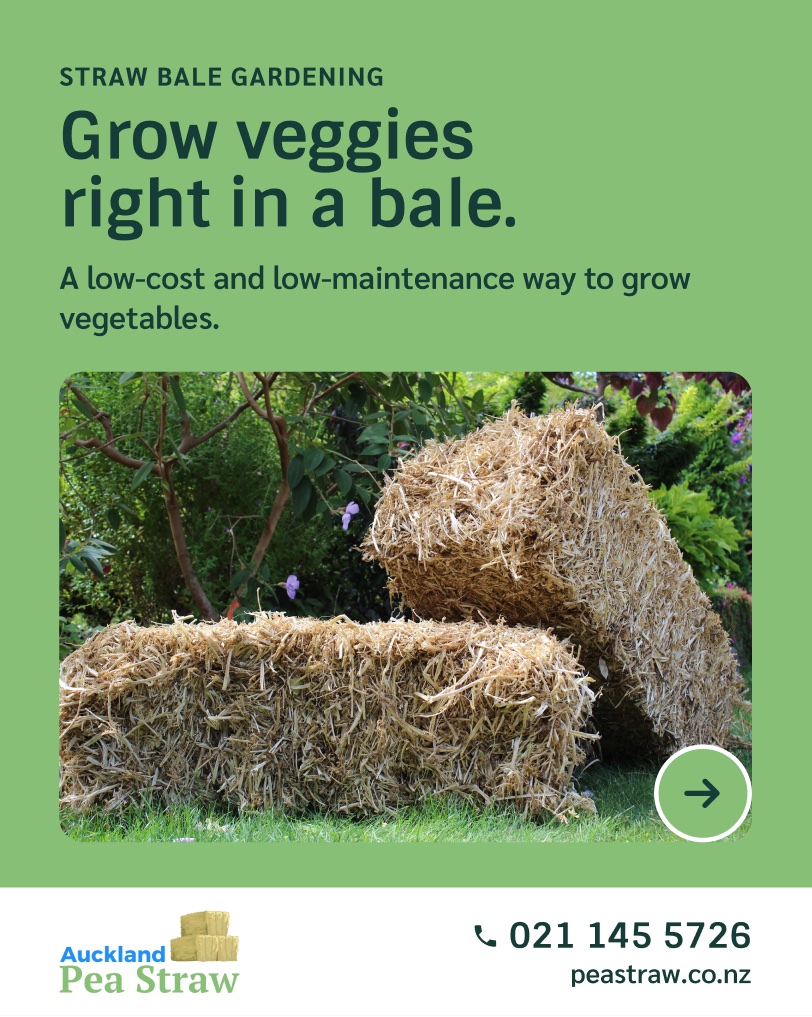 STRAW BALE GARDENING
Grow veggies
right in a bale.
A low-cost and low-maintenance way to grow
vegetables.
Auckland
Pea Straw
021 145 5726
peastraw.co.nz